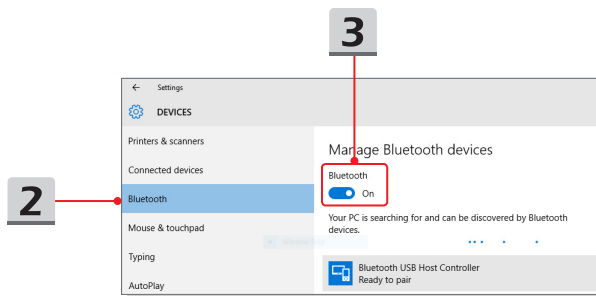 3
← Settings
DEVICES
Printers & scanners
Connected devices
Bluetooth
Mouse & touchpad
Typing
AutoPlay
2
Manage Bluetooth devices
Bluetooth
On
Your PC is searching for and can be discovered by Bluetooth
devices.
Bluetooth USB Host Controller
Ready to pair